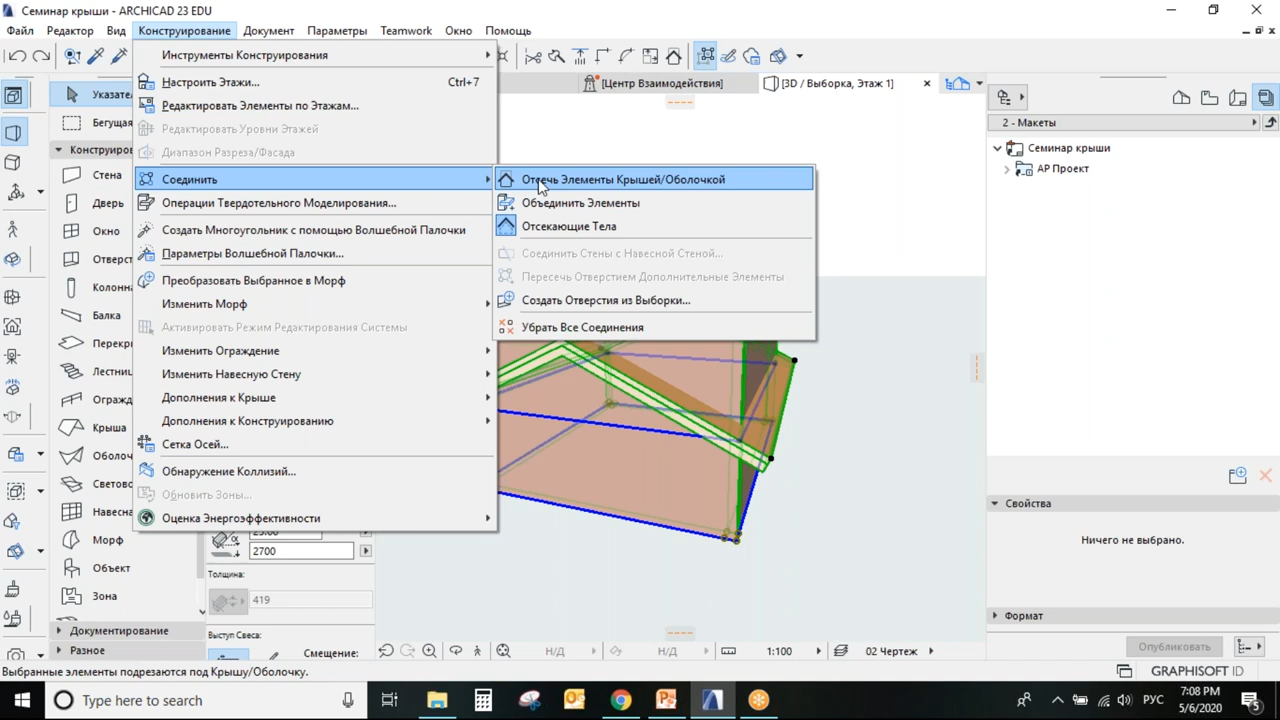 Семинар крыши - ARCHICAD 23 EDU
Файл Редактор Вид Конструирование Документ Параметры Teamwork Окно Помощь
[Центр Взаимодействия]
[3D / Выборка, Этаж 1]
Указате
Бегущая
Конструиров
Стена
Дверь
Окно
Отверст
Колонн
Балка
Перекр
Лестниц
Огражд
Крыша
Оболоч
Светово
Навесна
Морф
Объект
Зона
Документирование
Разное
Инструменты Конструирования
Настроить Этажи... Ctrl+7
Редактировать Элементы по Этажам...
Редактировать Уровни Этажей
Диапазон Разреза/Фасада
Соединить
Операции Твердотельного Моделирования...
Создать Многоугольник с помощью Волшебной Палочки
Параметры Волшебной Палочки...
Преобразовать Выбранное в Морф
Изменить Морф
Активировать Режим Редактирования Системы
Изменить Ограждение
Изменить Навесную Стену
Дополнения к Крыше
Дополнения к Конструированию
Сетка Осей...
Обнаружение Коллизий...
Обновить Зоны...
Оценка Энергоэффективности
Отсечь Элементы Крышей/Оболочкой
Объединить Элементы
Отсекающие Тела
Соединить Стены с Навесной Стеной...
Пересечь Отверстием Дополнительные Элементы
Создать Отверстия из Выборки...
Убрать Все Соединения
2700
Толщина:
419
Выступ Свеса:
Смещение:
Н/Д
Н/Д
1:100
02 Чертеж
2 - Макеты
Семинар крыши
АР Проект
Свойства
Ничего не выбрано.
Формат
Опубликовать
Выбранные элементы подрезаются под Крышу/Оболочку.
GRAPHISOFT ID
Type here to search
РУС
7:08 PM
5/6/2020
5